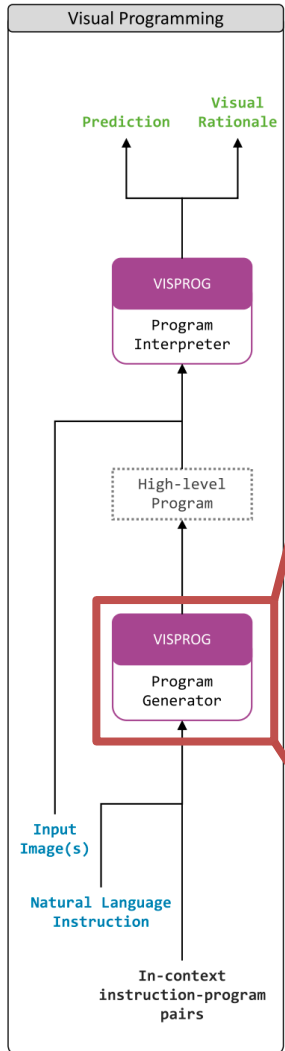 Visual Programming
Visual
Prediction Rationale
VISPROG
Program
Interpreter
High-level
Program
VISPROG
Program
Generator
Input
Image(s)
Natural Language
Instruction
In-context
instruction-program
pairs